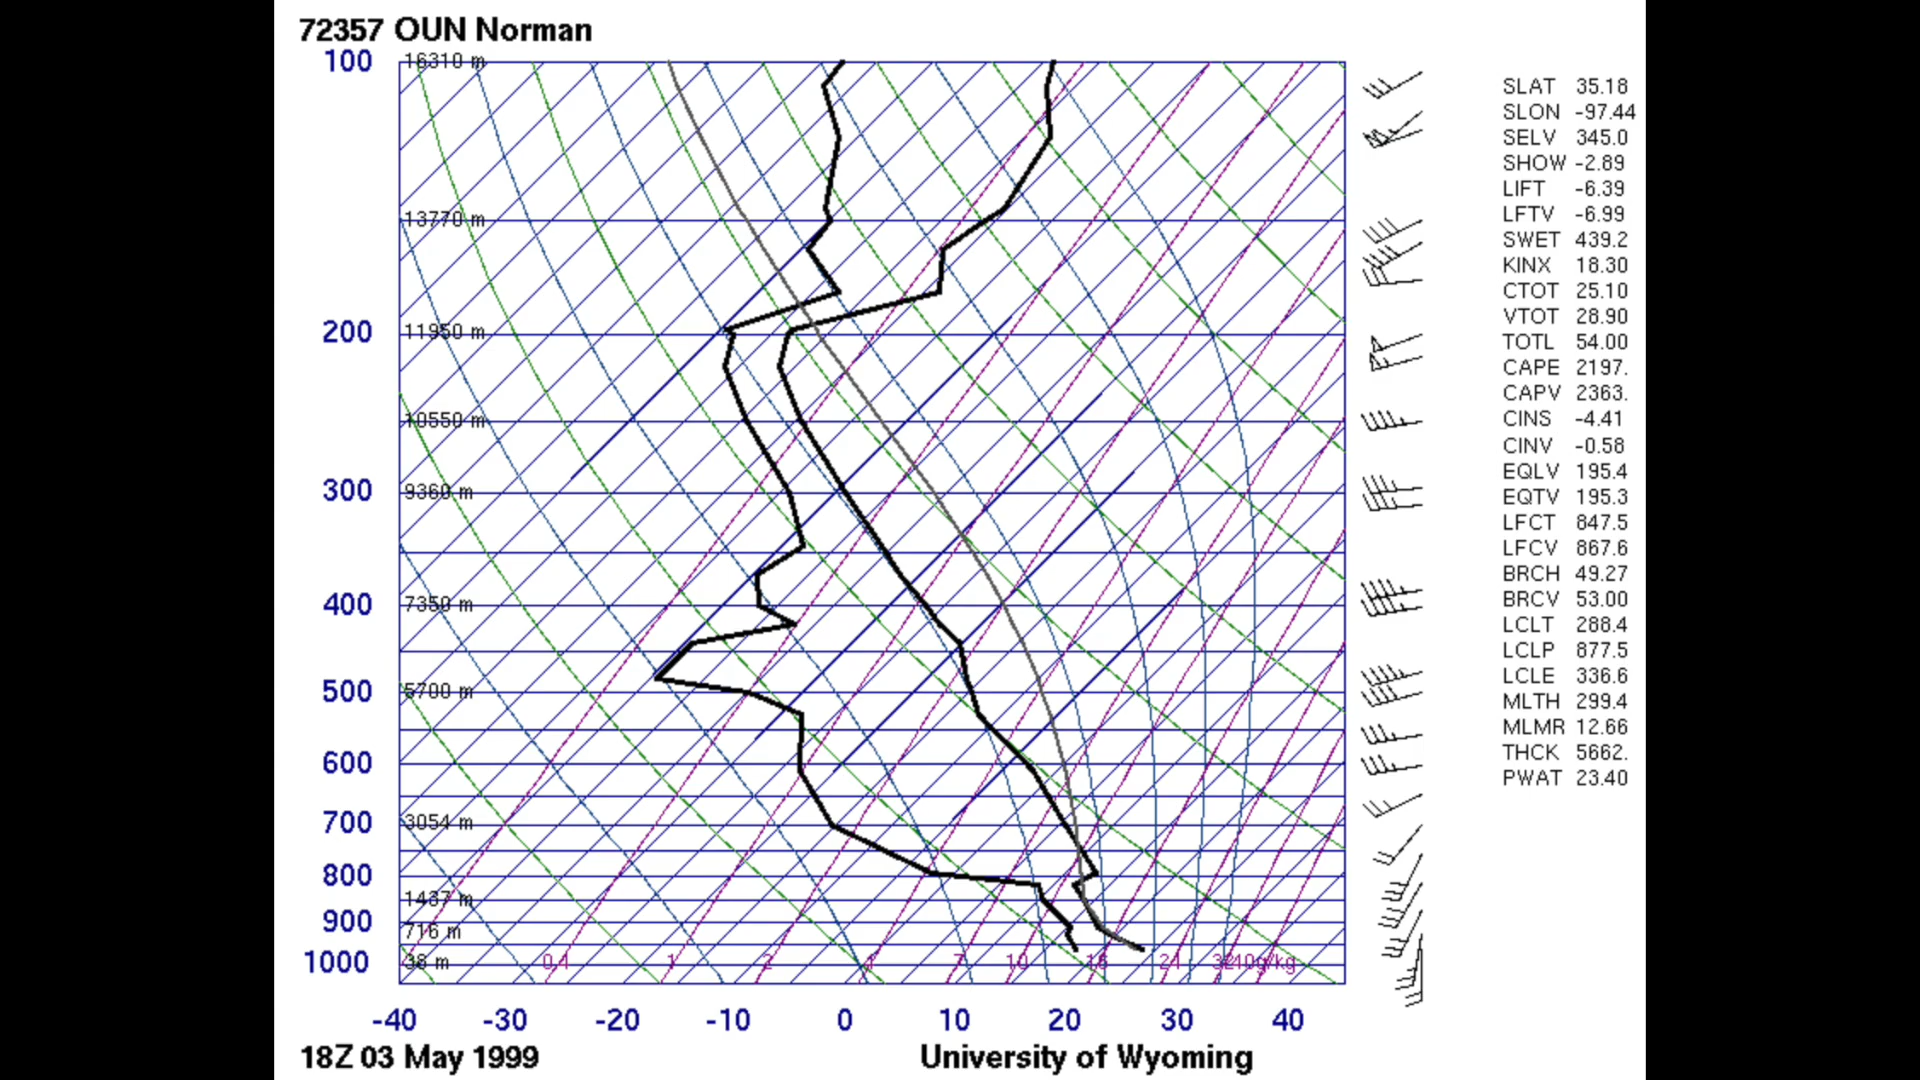 72357 OUN Norman
100 16310 m
13770 m
200 11950 m
10550 m
300 9360 m
400 7350 m
500 5700 m
600
700 3054 m
800
1437 m
900
716 m
1000 38 m
0.4 1 2 4 7 10 16 24 32 40g/kg
-40 -30 -20 -10 0 10 20 30 40
18Z 03 May 1999 University of Wyoming
SLAT 35.18
SLON -97.44
SELV 345.0
SHOW -2.89
LIFT -6.39
LFTV -6.99
SWET 439.2
KINX 18.30
CTOT 25.10
VTOT 28.90
TOTL 54.00
CAPE 2197.
CAPV 2363.
CINS -4.41
CINV -0.58
EQLV 195.4
EQTV 195.3
LFCT 847.5
LFCV 867.6
BRCH 49.27
BRCV 53.00
LCLT 288.4
LCLP 877.5
LCLE 336.6
MLTH 299.4
MLMR 12.66
THCK 5662.
PWAT 23.40